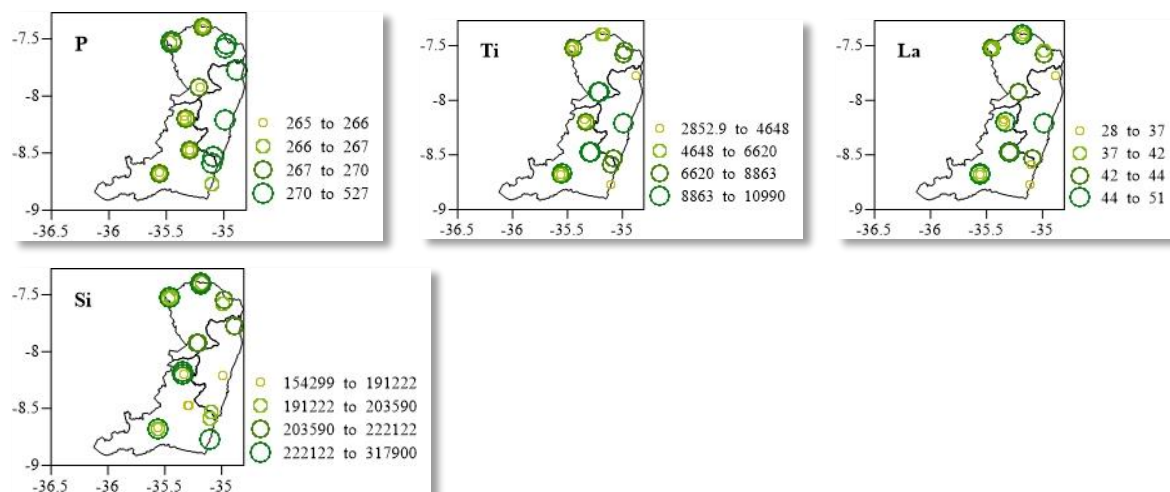 P
-7.5
-8
-8.5
-9
-36.5 -36 -35.5 -35
265 to 266
266 to 267
267 to 270
270 to 527
Ti
-7.5
-8
-8.5
-9
-36.5 -36 -35.5 -35
2852.9 to 4648
4648 to 6620
6620 to 8863
8863 to 10990
La
-7.5
-8
-8.5
-9
-36.5 -36 -35.5 -35
28 to 37
37 to 42
42 to 44
44 to 51
Si
-7.5
-8
-8.5
-9
-36.5 -36 -35.5 -35
154299 to 191222
191222 to 203590
203590 to 222122
222122 to 317900